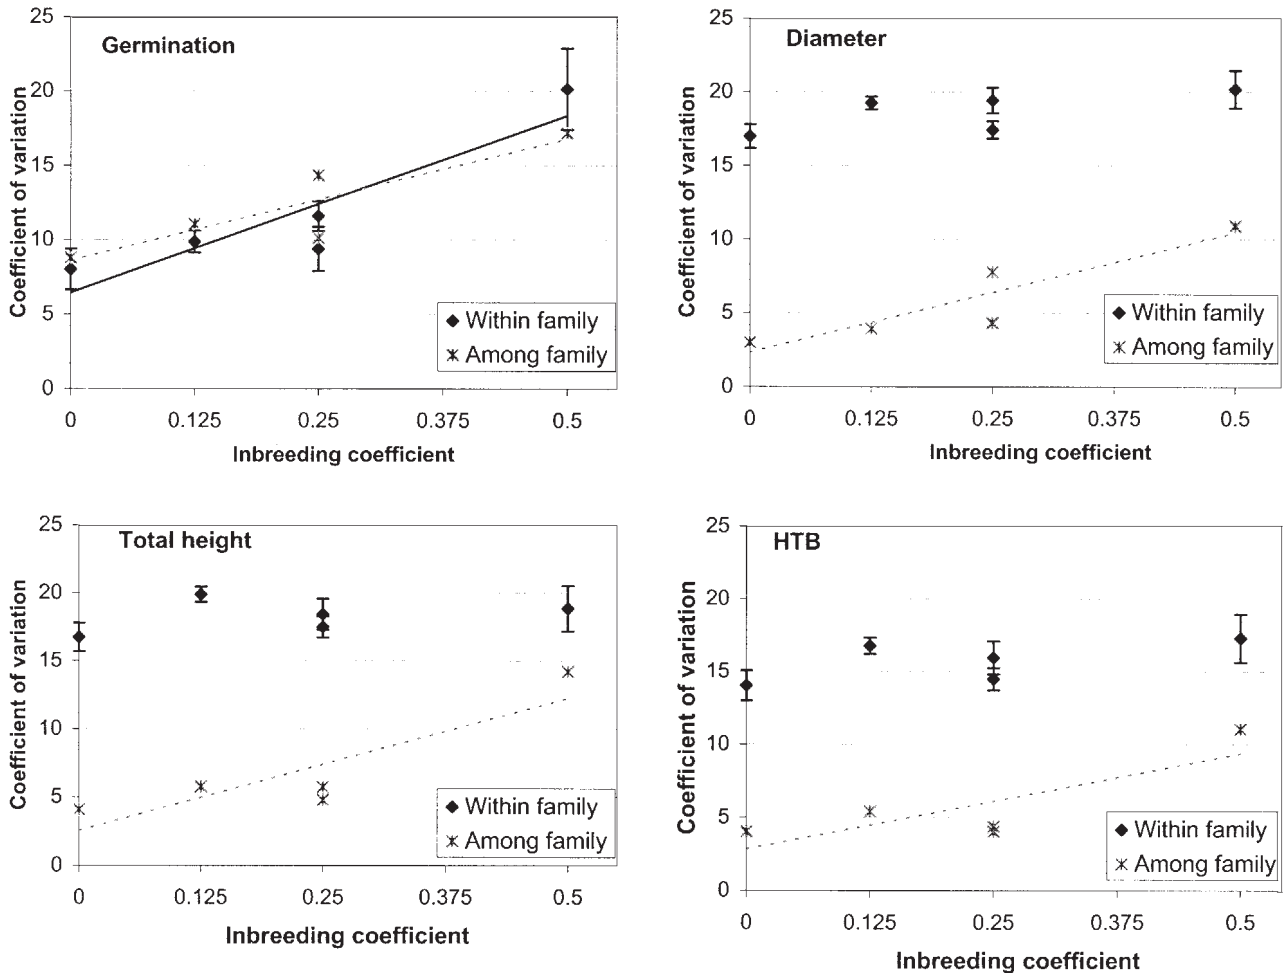 Germination
Coefficient of variation
25
20
15
10
5
0
0 0.125 0.25 0.375 0.5
Inbreeding coefficient
Within family
Among family
Diameter
Coefficient of variation
25
20
15
10
5
0
0 0.125 0.25 0.375 0.5
Inbreeding coefficient
Within family
Among family
Total height
Coefficient of variation
25
20
15
10
5
0
0 0.125 0.25 0.375 0.5
Inbreeding coefficient
Within family
Among family
HTB
Coefficient of variation
25
20
15
10
5
0
0 0.125 0.25 0.375 0.5
Inbreeding coefficient
Within family
Among family